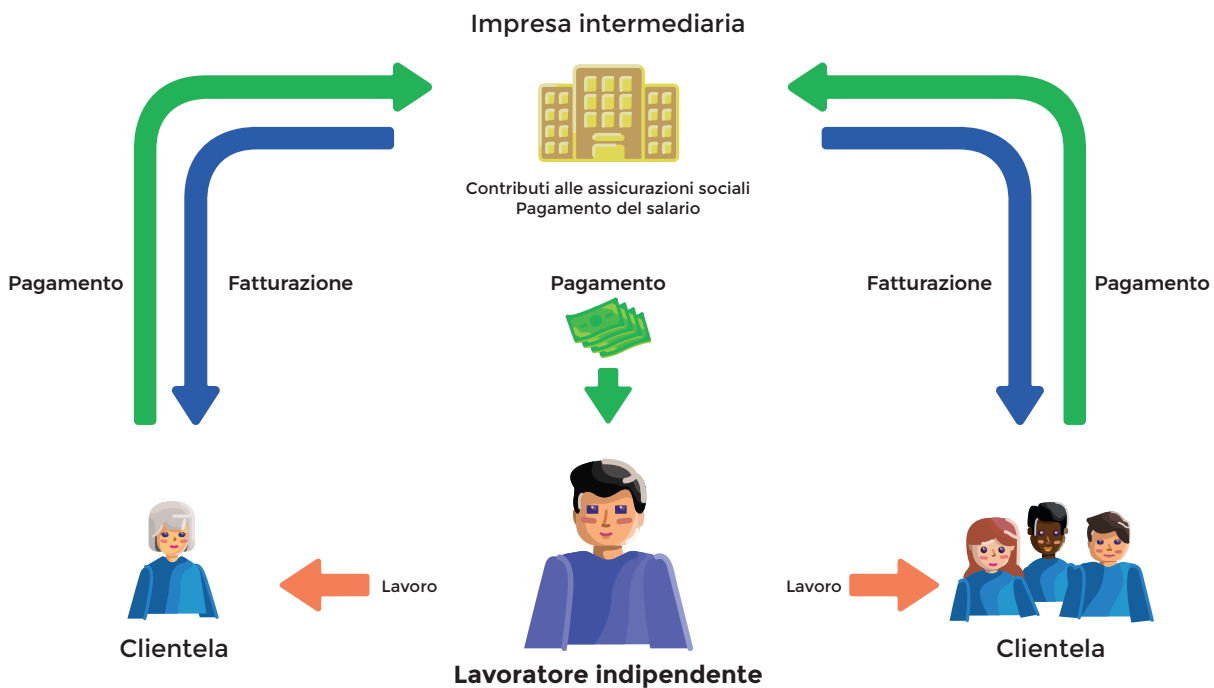 Impresa intermediaria
Contributi alle assicurazioni sociali
Pagamento del salario
Pagamento
Fatturazione
Pagamento
Fatturazione
Pagamento
Lavoro
Lavoro
Clientela
Clientela
Lavoratore indipendente